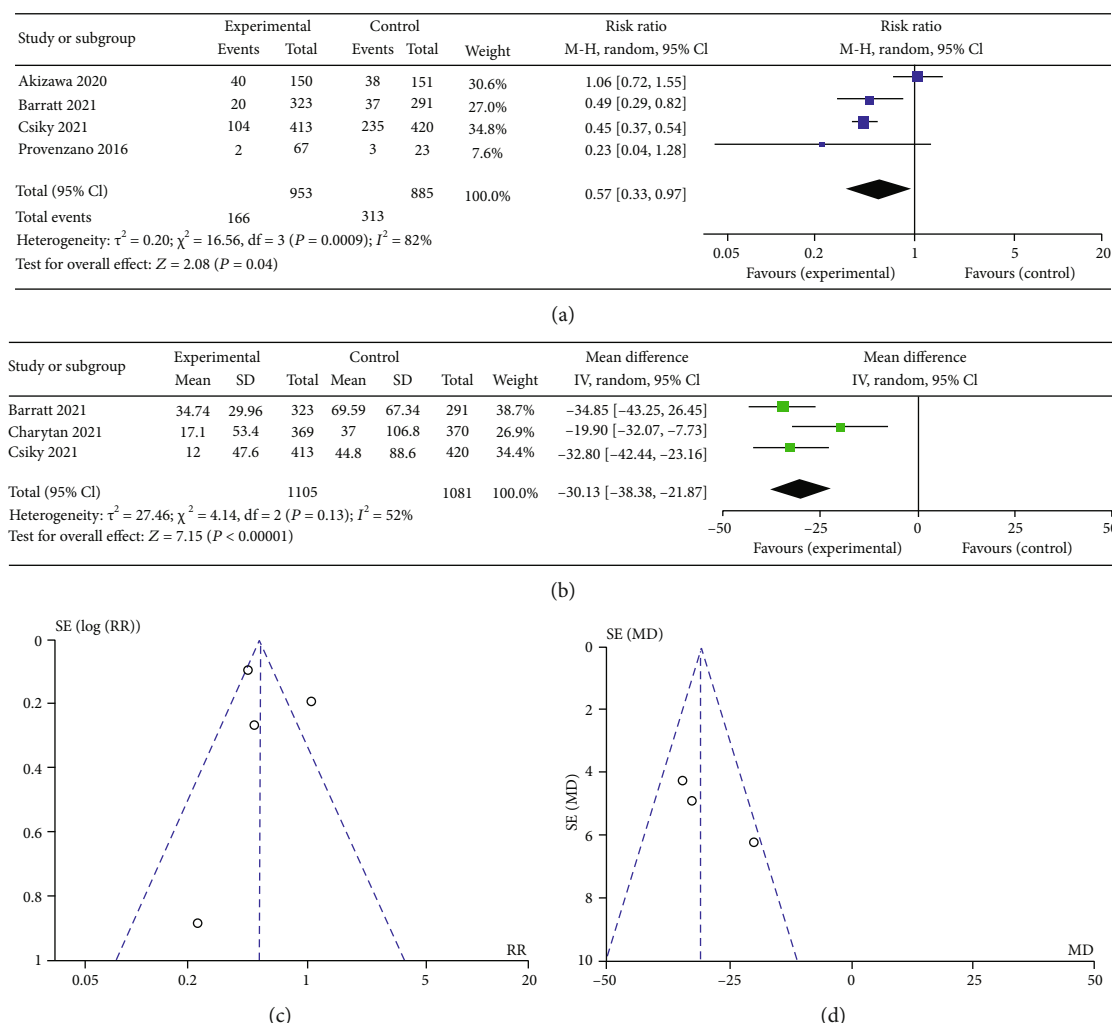 Study or subgroup Experimental Control Weight Risk ratio Risk ratio
Events Total Events Total M-H, random, 95% CI M-H, random, 95% CI
Akizawa 2020 40 150 38 151 30.6% 1.06 [0.72, 1.55]
Barratt 2021 20 323 37 291 27.0% 0.49 [0.29, 0.82]
Csiky 2021 104 413 235 420 34.8% 0.45 [0.37, 0.54]
Provenzano 2016 2 67 3 23 7.6% 0.23 [0.04, 1.28]
Total (95% CI) 953 885 100.0% 0.57 [0.33, 0.97]
Total events 166 313
Heterogeneity: τ² = 0.20; χ² = 16.56, df = 3 (P = 0.0009); I² = 82%
Test for overall effect: Z = 2.08 (P = 0.04)
0.05 0.2 1 5 20
Favours (experimental) Favours (control)
(a)
Study or subgroup Experimental Control Mean difference Mean difference
Mean SD Total Mean SD Total Weight IV, random, 95% CI IV, random, 95% CI
Barratt 2021 34.74 29.96 323 69.59 67.34 291 38.7% −34.85 [−43.25, 26.45]
Charytan 2021 17.1 53.4 369 37 106.8 370 26.9% −19.90 [−32.07, −7.73]
Csiky 2021 12 47.6 413 44.8 88.6 420 34.4% −32.80 [−42.44, −23.16]
Total (95% CI) 1105 1081 100.0% −30.13 [−38.38, −21.87]
Heterogeneity: τ² = 27.46; χ² = 4.14, df = 2 (P = 0.13); I² = 52%
Test for overall effect: Z = 7.15 (P < 0.00001)
−50 −25 0 25 50
Favours (experimental) Favours (control)
(b)
SE (log (RR))
0
0.2
0.4
0.6
0.8
1
RR
0.05 0.2 1 5 20
(c)
SE (MD)
0
2
4
SE (MD)
6
8
10
MD
−50 −25 0 25 50
(d)